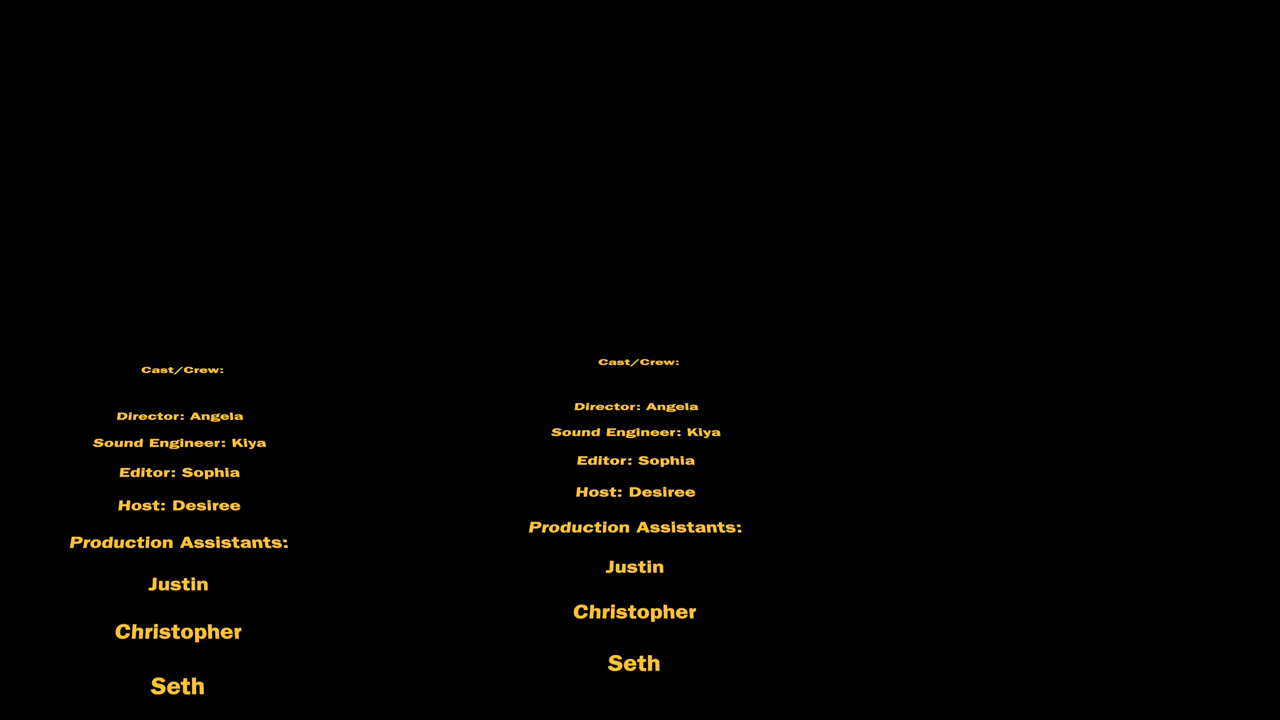 Cast/Crew:
Director: Angela
Sound Engineer: Kiya
Editor: Sophia
Host: Desiree
Production Assistants:
Justin
Christopher
Seth
Cast/Crew:
Director: Angela
Sound Engineer: Kiya
Editor: Sophia
Host: Desiree
Production Assistants:
Justin
Christopher
Seth